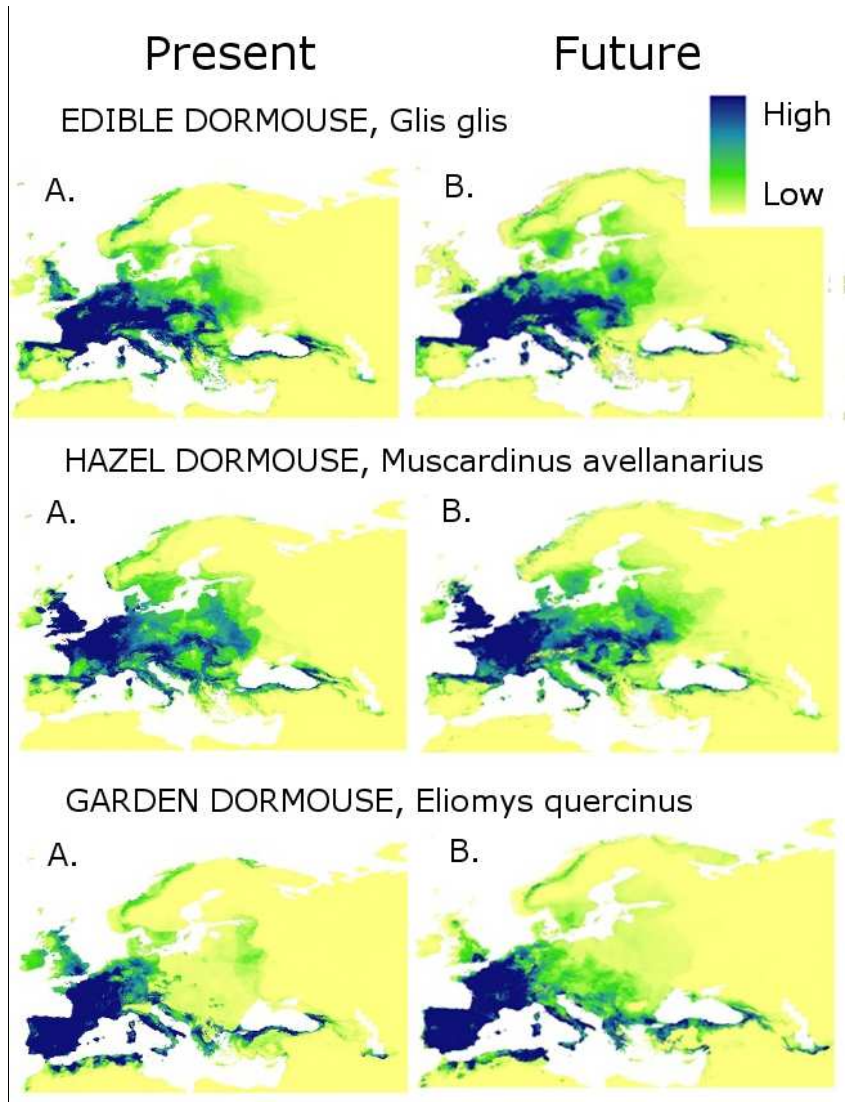 Present Future
High
Low
EDIBLE DORMOUSE, Glis glis
A. B.
HAZEL DORMOUSE, Muscardinus avellanarius
A. B.
GARDEN DORMOUSE, Eliomys quercinus
A. B.